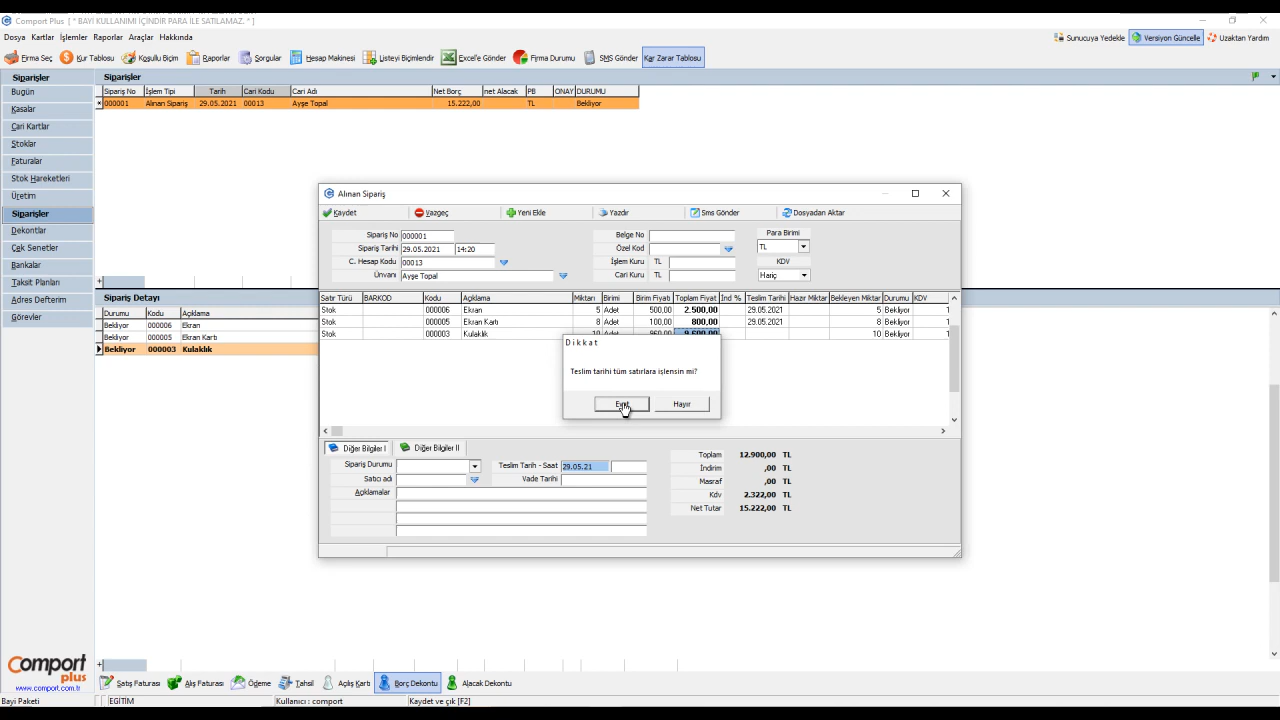 Comport Plus [ * BAYİ KULLANIMI İÇİNDİR PARA İLE SATILAMAZ. * ]
Dosya Kartlar İşlemler Raporlar Araçlar Hakkında
Sunucuya Yedekle Versiyon Güncelle Uzaktan Yardım
Firma Seç Kur Tablosu Koşullu Biçim Raporlar Sorgular Hesap Makinesi Listeyi Biçimlendir Excel'e Gönder Firma Durumu SMS Gönder Kar Zarar Tablosu
Siparişler
Bugün
Kasalar
Cari Kartlar
Stoklar
Faturalar
Stok Hareketleri
Üretim
Siparişler
Dekontlar
Çek Senetler
Bankalar
Taksit Planları
Adres Defterim
Görevler
Siparişler
Sipariş No İşlem Tipi Tarih Cari Kodu Cari Adı Net Borç net Alacak PB ONAY DURUMU
000001 Alınan Sipariş 29.05.2021 00013 Ayşe Topal 15.222,00 TL Bekliyor
Sipariş Detayı
Durumu Kodu Açıklama
Bekliyor 000006 Ekran
Bekliyor 000005 Ekran Kartı
Bekliyor 000003 Kulaklık
Alınan Sipariş
Kaydet Vazgeç Yeni Ekle Yazdır Sms Gönder Dosyadan Aktar
Sipariş No 000001
Sipariş Tarihi 29.05.2021 14:20
C. Hesap Kodu 00013
Ünvanı Ayşe Topal
Belge No
Özel Kod
İşlem Kuru TL
Cari Kuru TL
Para Birimi
TL
KDV
Hariç
Satır Türü BARKOD Kodu Açıklama Miktarı Birimi Birim Fiyatı Toplam Fiyat İnd % Teslim Tarihi Hazır Miktar Bekleyen Miktar Durumu KDV
Stok 000006 Ekran 5 Adet 500,00 2.500,00 29.05.2021 5 Bekliyor
Stok 000005 Ekran Kartı 8 Adet 100,00 800,00 29.05.2021 8 Bekliyor
Stok 000003 Kulaklık 10 Adet 960,00 9.600,00 10 Bekliyor
Dikkat
Teslim tarihi tüm satırlara işlensin mi?
Hayır
Diğer Bilgiler I Diğer Bilgiler II
Sipariş Durumu Teslim Tarih - Saat 29.05.21
Satıcı adı Vade Tarihi
Açıklamalar
Toplam 12.900,00 TL
İndirim ,00 TL
Masraf ,00 TL
Kdv 2.322,00 TL
Net Tutar 15.222,00 TL
Comport
plus
www.comport.com.tr
Satış Faturası Alış Faturası Ödeme Tahsil Açılış Kartı Borç Dekontu Alacak Dekontu
Bayi Paketi EGİTİM Kullanıcı : comport Kaydet ve çık [F2]